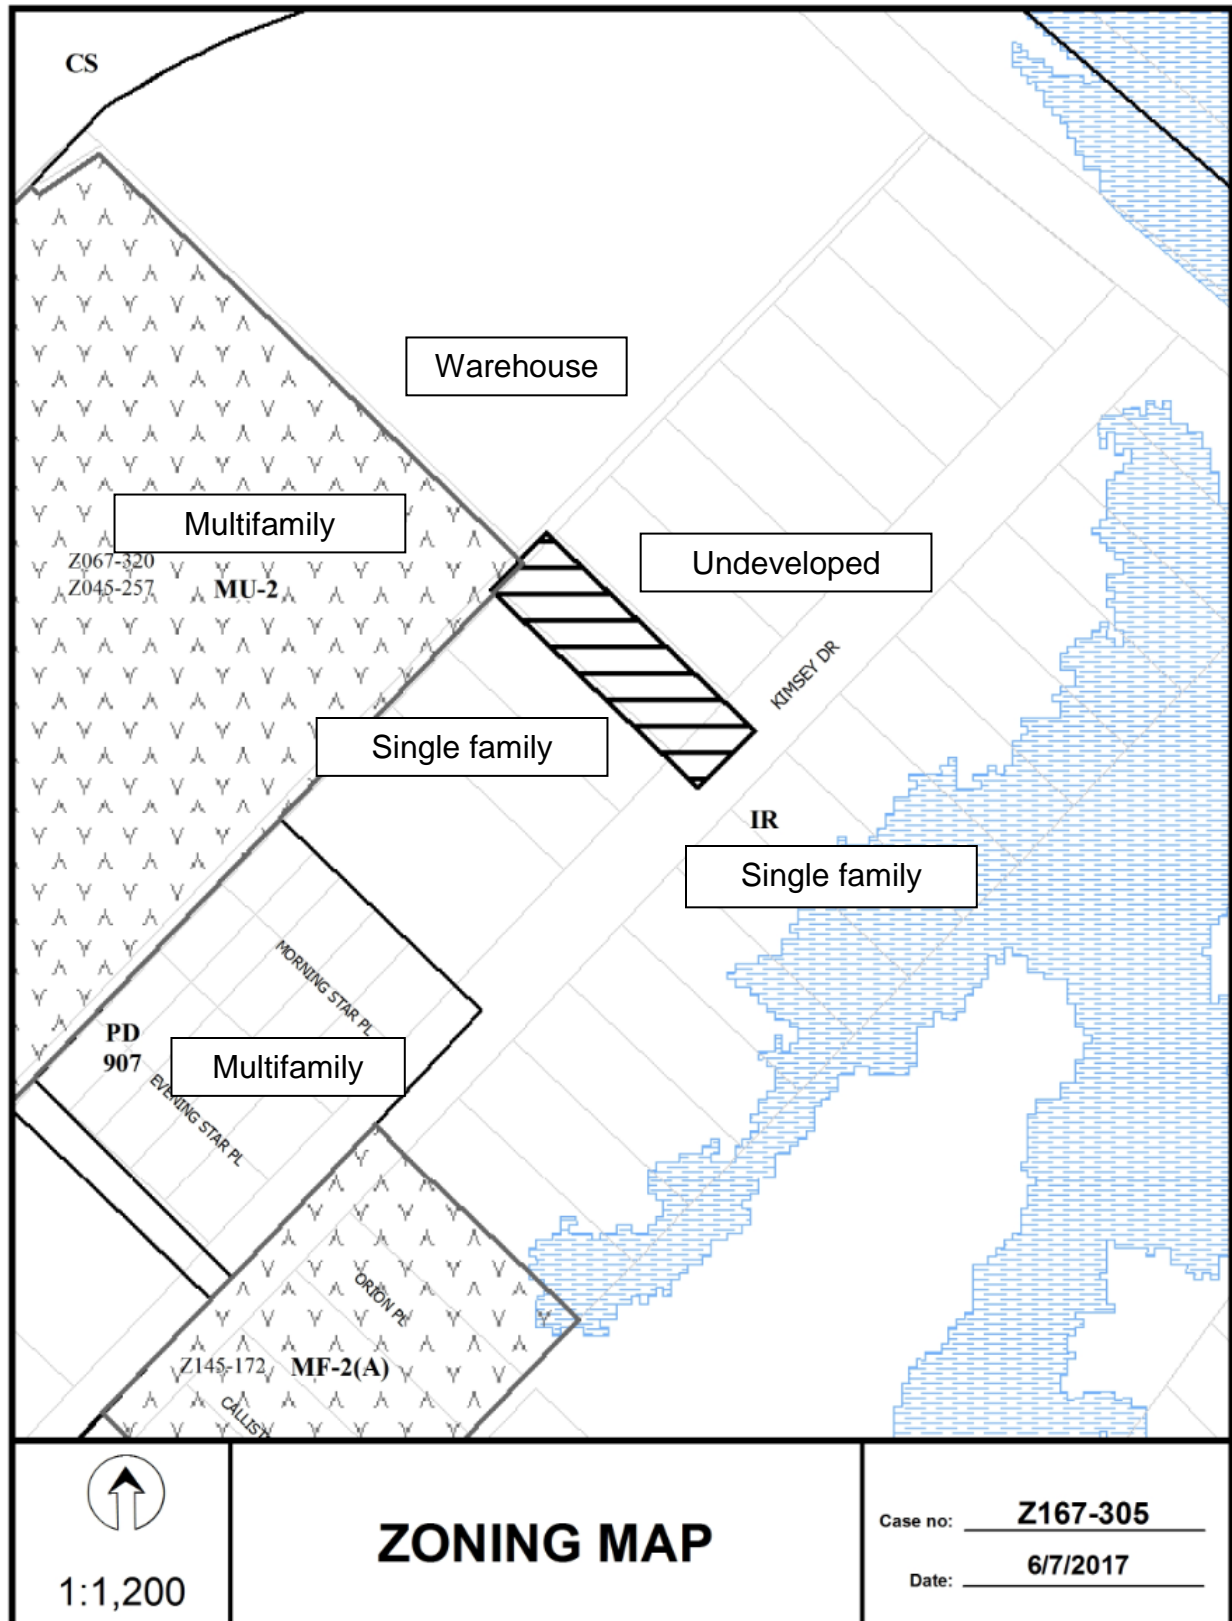 CS
Warehouse
Multifamily
Undeveloped
Z067-320
Z045-257
MU-2
KIMSEY DR
Single family
IR
Single family
MORNING STAR PL
PD
907
Multifamily
EVENING STAR PL
ORION PL
Z145-172
MF-2(A)
1:1,200
ZONING MAP
Case no: Z167-305
Date: 6/7/2017